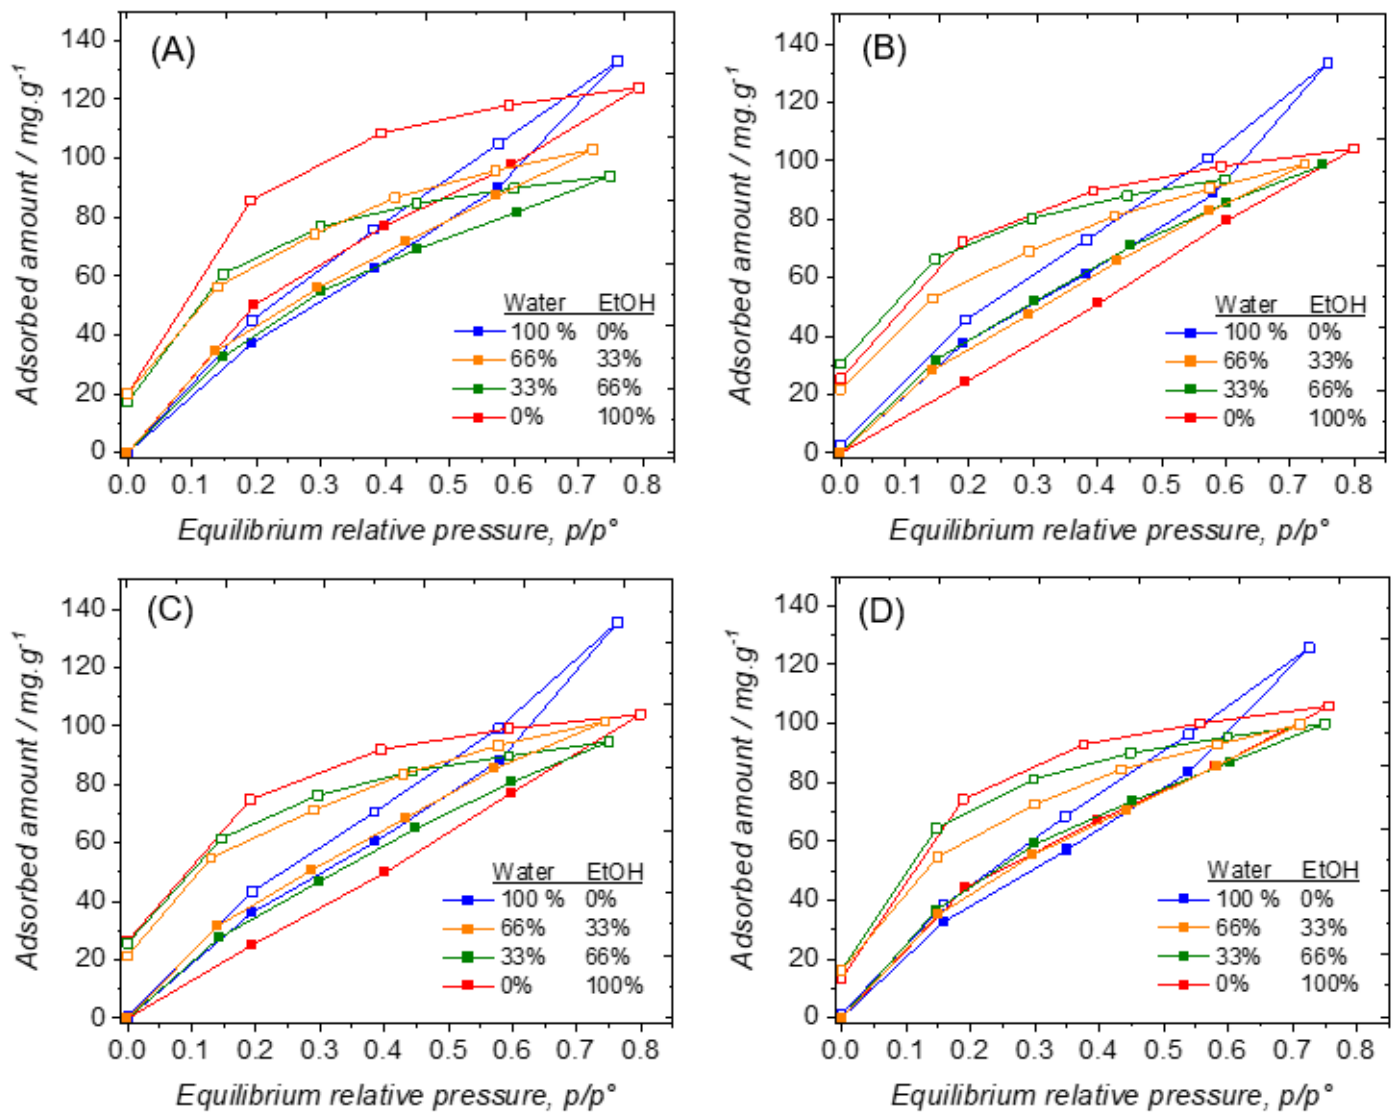 (A)
Adsorbed amount / mg.g⁻¹
140
120
100
80
60
40
20
0
Water EtOH
100 % 0%
66% 33%
33% 66%
0% 100%
0.0 0.1 0.2 0.3 0.4 0.5 0.6 0.7 0.8
Equilibrium relative pressure, p/p°
(B)
Adsorbed amount / mg.g⁻¹
140
120
100
80
60
40
20
0
Water EtOH
100 % 0%
66% 33%
33% 66%
0% 100%
0.0 0.1 0.2 0.3 0.4 0.5 0.6 0.7 0.8
Equilibrium relative pressure, p/p°
(C)
Adsorbed amount / mg.g⁻¹
140
120
100
80
60
40
20
0
Water EtOH
100 % 0%
66% 33%
33% 66%
0% 100%
0.0 0.1 0.2 0.3 0.4 0.5 0.6 0.7 0.8
Equilibrium relative pressure, p/p°
(D)
Adsorbed amount / mg.g⁻¹
140
120
100
80
60
40
20
0
Water EtOH
100 % 0%
66% 33%
33% 66%
0% 100%
0.0 0.1 0.2 0.3 0.4 0.5 0.6 0.7 0.8
Equilibrium relative pressure, p/p°